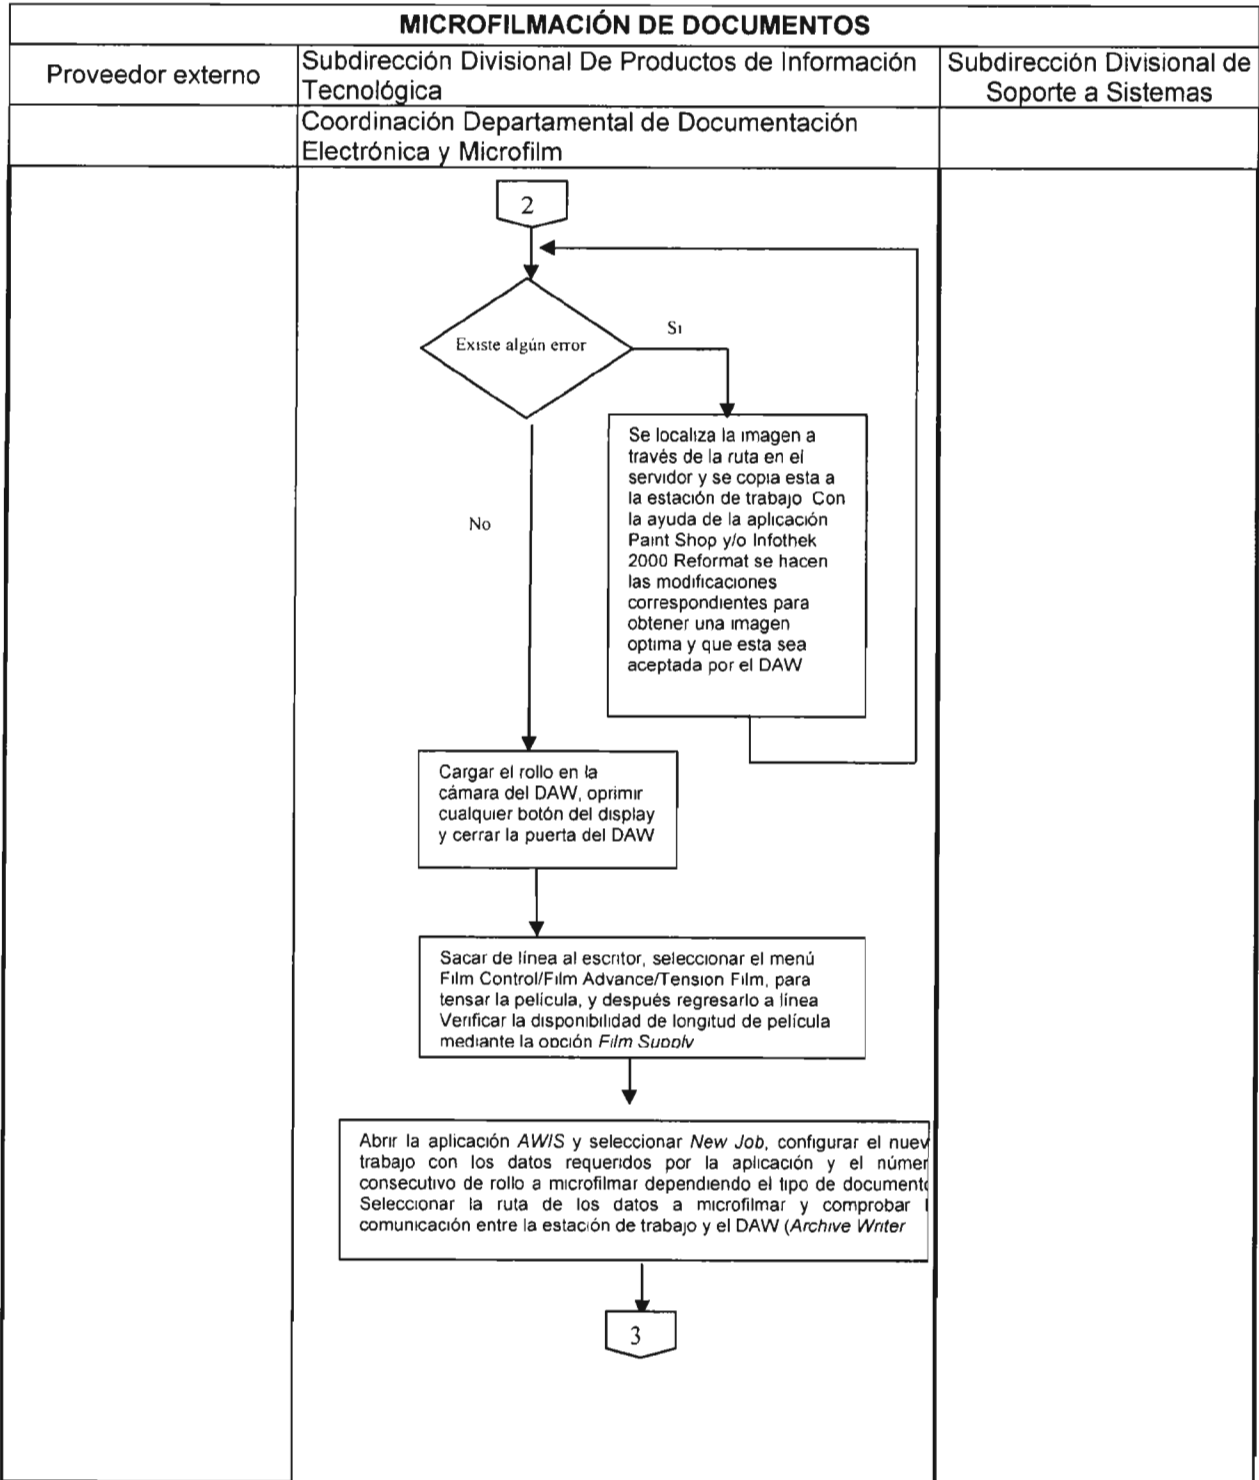 MICROFILMACIÓN DE DOCUMENTOS
Proveedor externo
Subdirección Divisional De Productos de Información
Tecnológica
Subdirección Divisional de
Soporte a Sistemas
Coordinación Departamental de Documentación
Electrónica y Microfilm
2
Existe algún error
Si
Se localiza la imagen a
través de la ruta en el
servidor y se copia esta a
la estación de trabajo Con
la ayuda de la aplicación
Paint Shop y/o Infothek
2000 Reformat se hacen
las modificaciones
correspondientes para
obtener una imagen
optima y que esta sea
aceptada por el DAW
No
Cargar el rollo en la
cámara del DAW, oprimir
cualquier botón del display
y cerrar la puerta del DAW
Sacar de línea al escritor, seleccionar el menú
Film Control/Film Advance/Tension Film, para
tensar la película, y después regresarlo a línea
Verificar la disponibilidad de longitud de película
mediante la opción Film Supply
Abrir la aplicación AWIS y seleccionar New Job, configurar el nuev
trabajo con los datos requeridos por la aplicación y el númer
consecutivo de rollo a microfilmar dependiendo el tipo de document
Seleccionar la ruta de los datos a microfilmar y comprobar l
comunicación entre la estación de trabajo y el DAW (Archive Writer
3